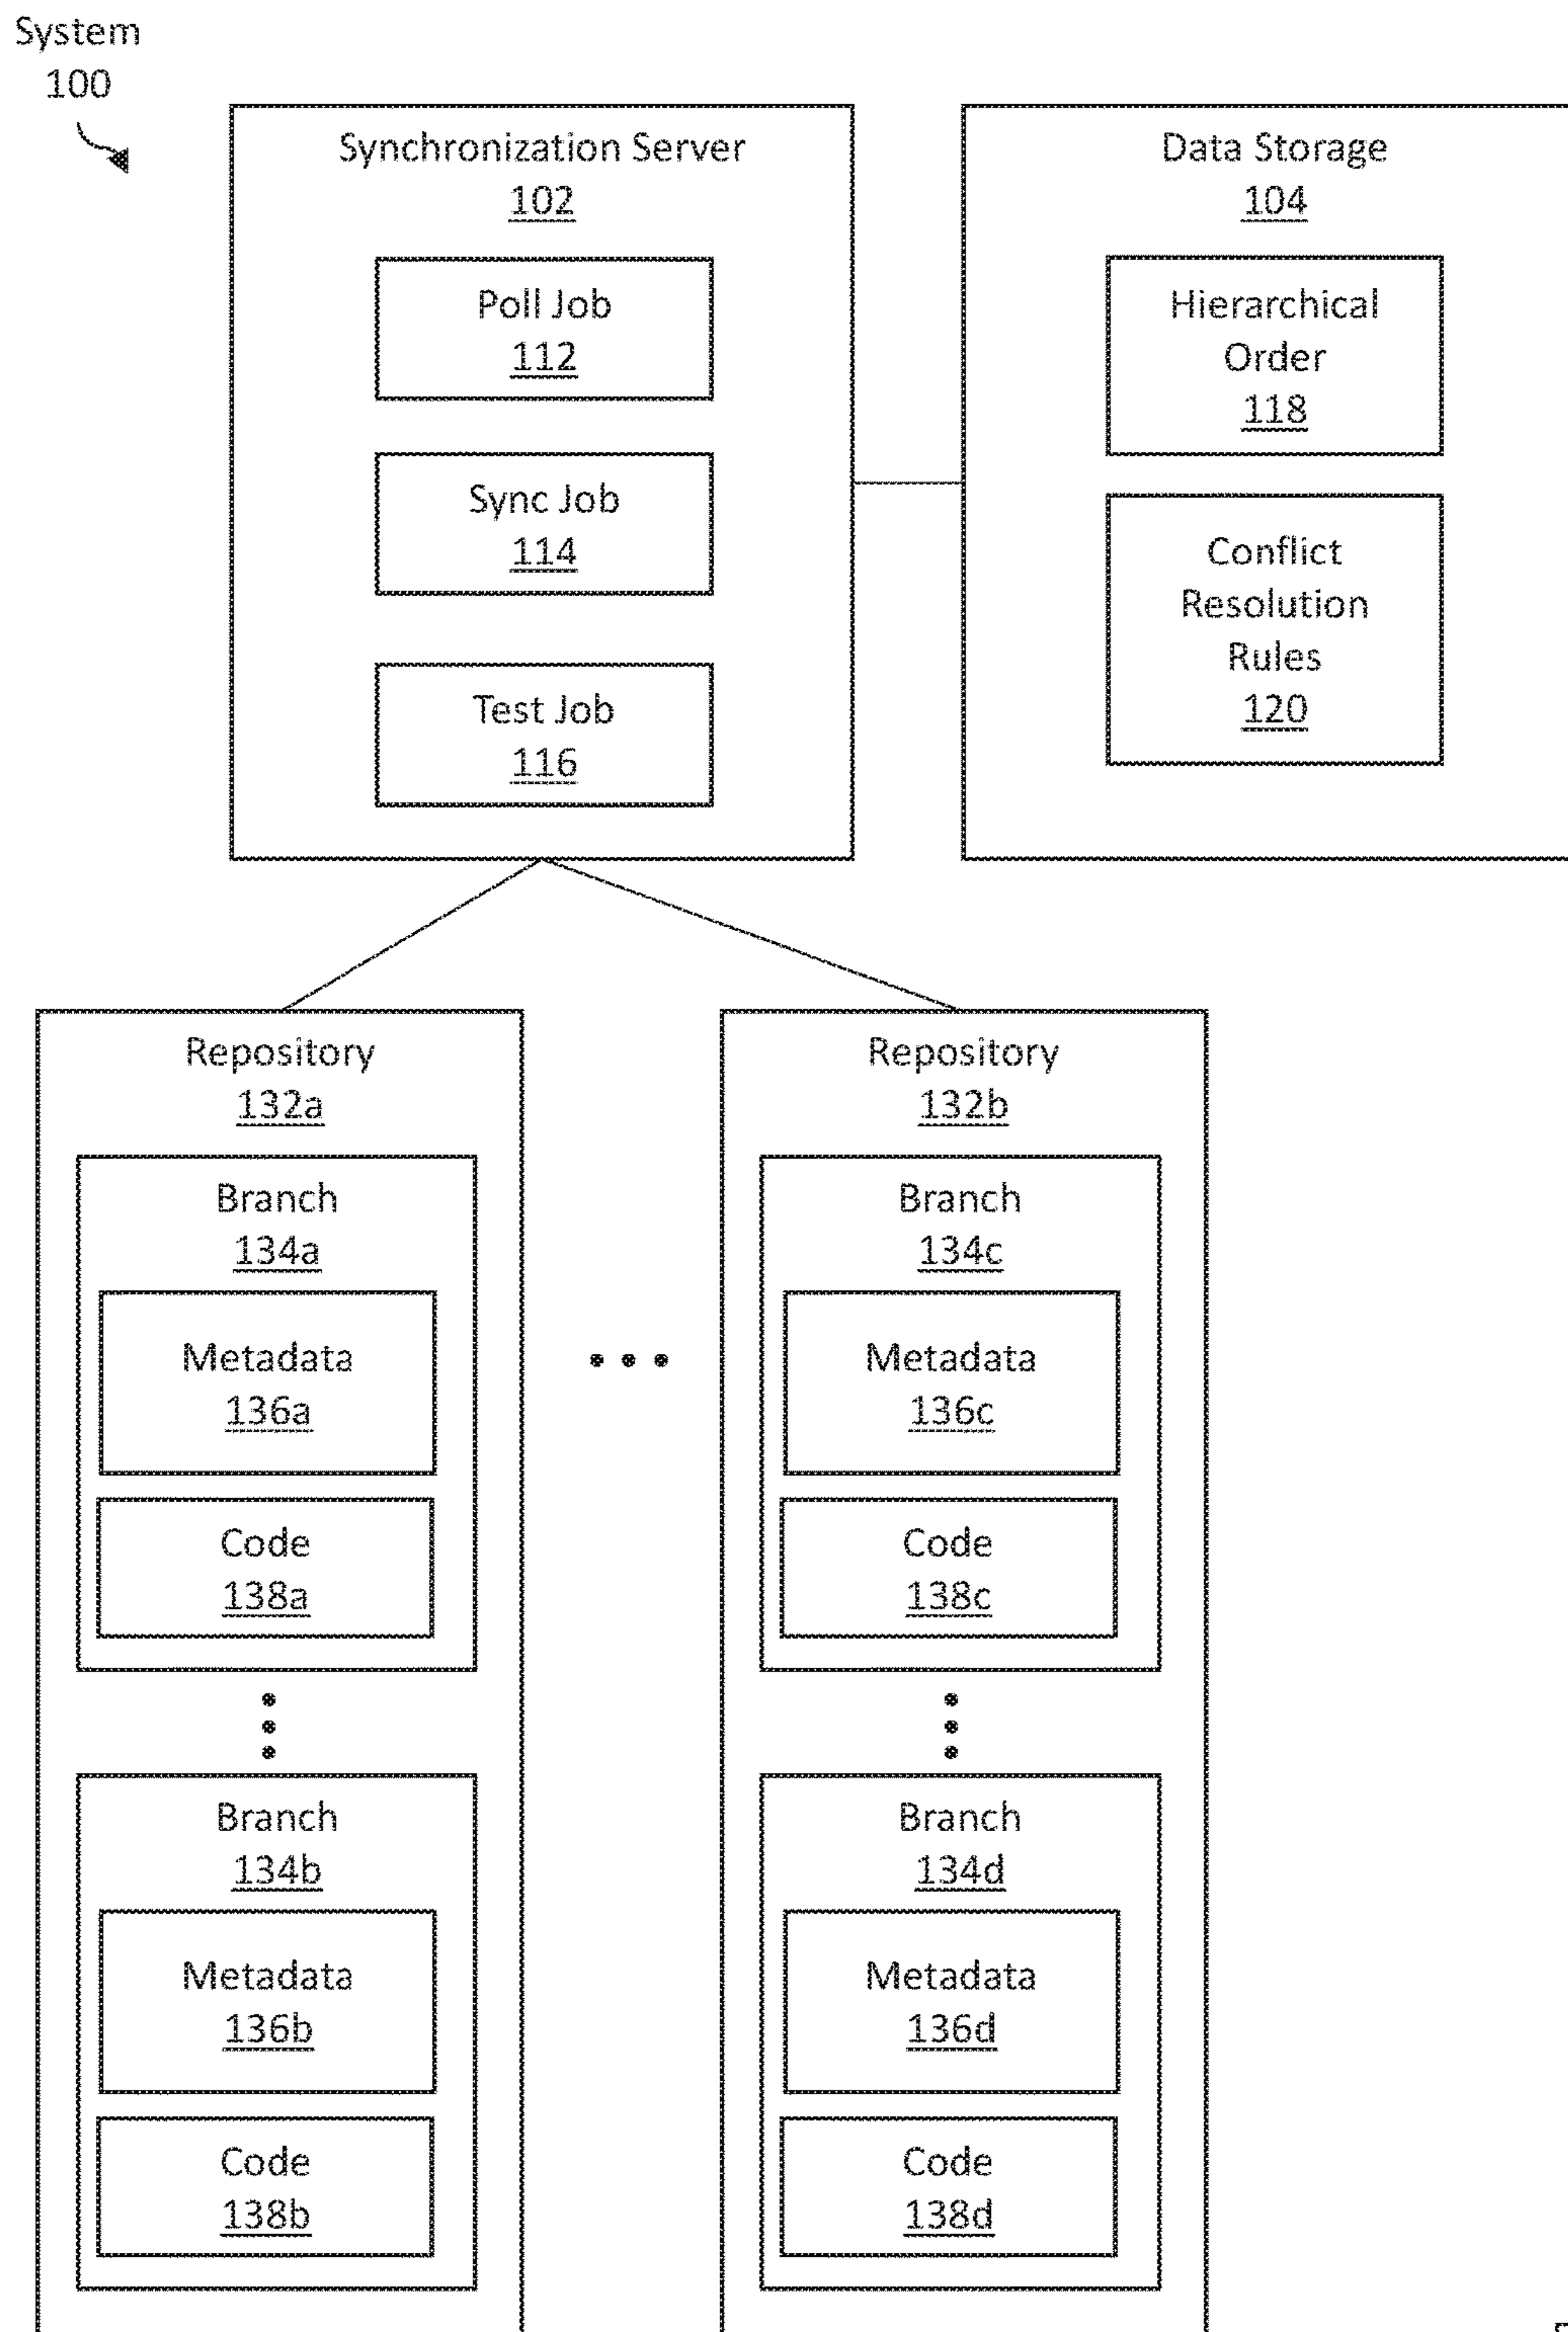 System
100
Synchronization Server
102
Poll Job
112
Sync Job
114
Test Job
116
Data Storage
104
Hierarchical
Order
118
Conflict
Resolution
Rules
120
Repository
132a
Branch
134a
Metadata
136a
Code
138a
Branch
134b
Metadata
136b
Code
138b
Repository
132b
Branch
134c
Metadata
136c
Code
138c
Branch
134d
Metadata
136d
Code
138d